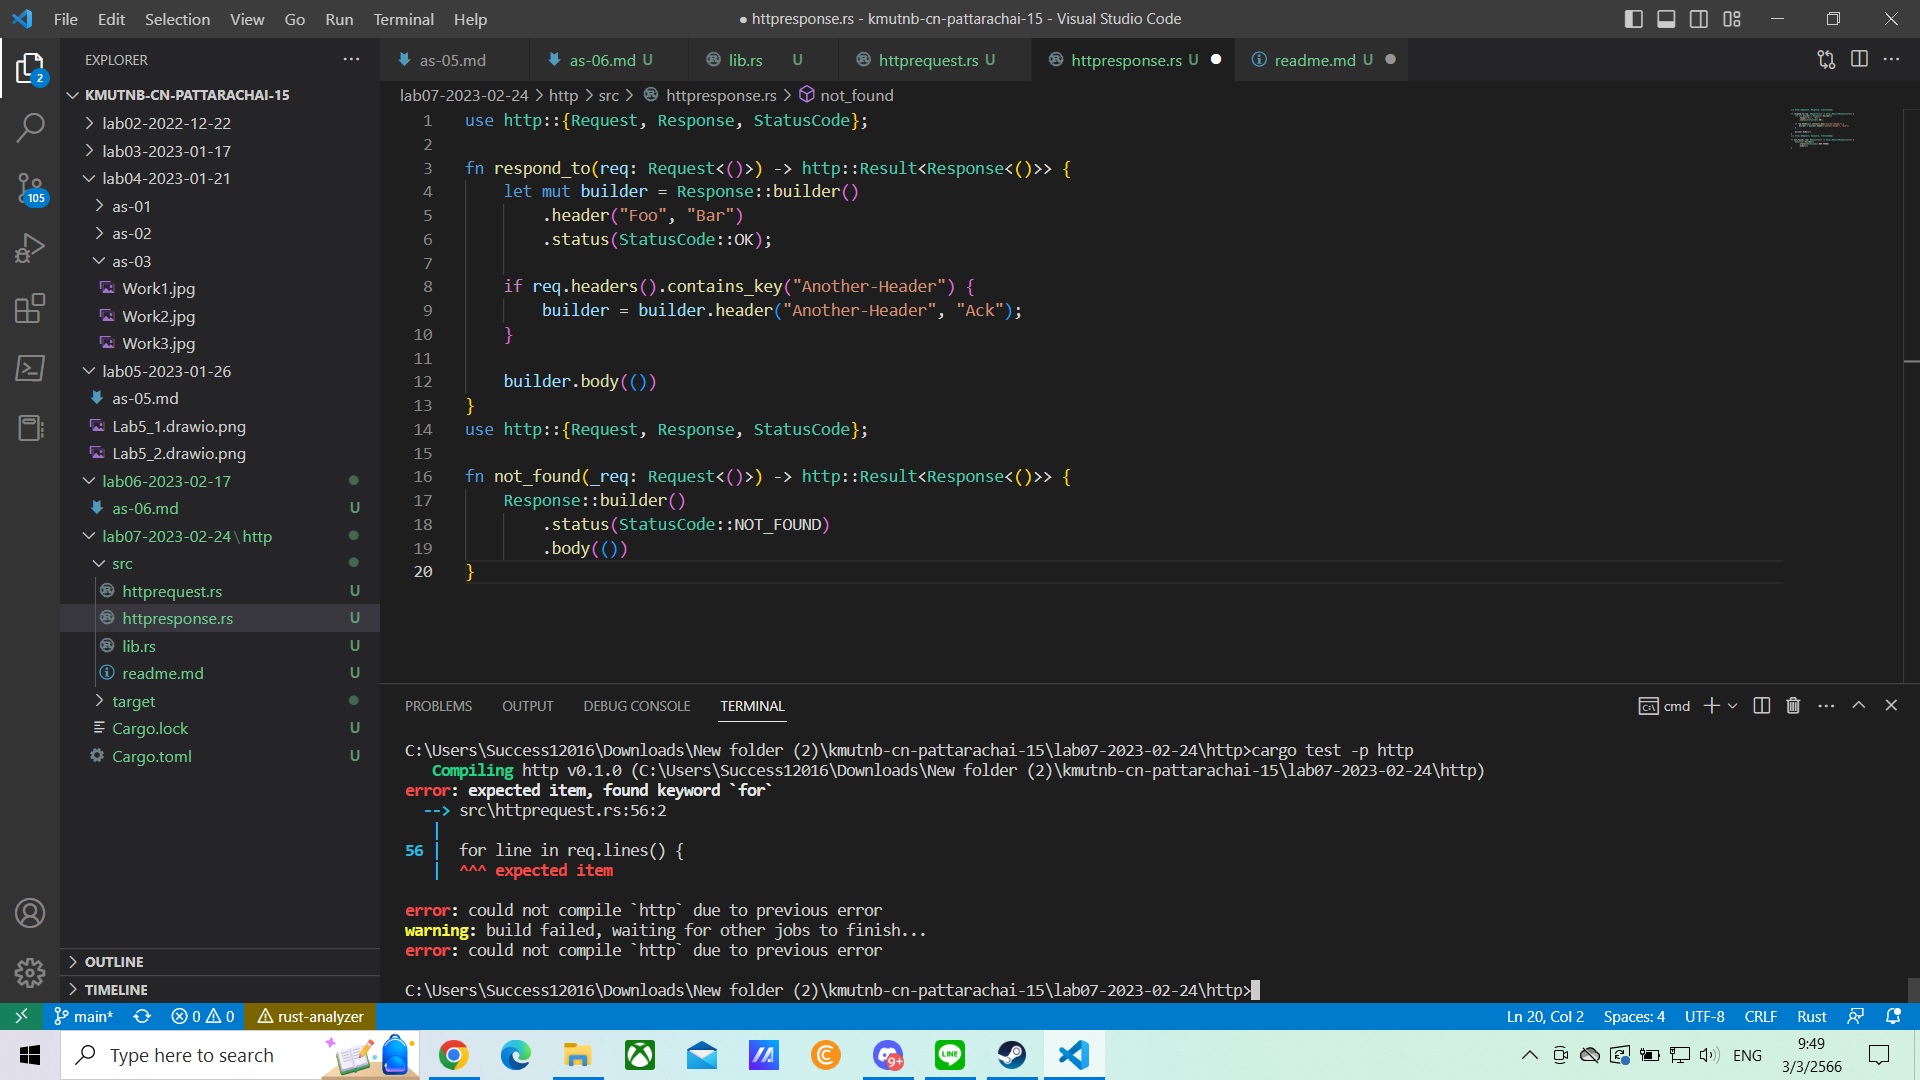 File Edit Selection View Go Run Terminal Help
● httpresponse.rs - kmutnb-cn-pattarachai-15 - Visual Studio Code
EXPLORER
KMUTNB-CN-PATTARACHAI-15
lab02-2022-12-22
lab03-2023-01-17
lab04-2023-01-21
as-01
as-02
as-03
Work1.jpg
Work2.jpg
Work3.jpg
lab05-2023-01-26
as-05.md
Lab5_1.drawio.png
Lab5_2.drawio.png
lab06-2023-02-17
as-06.md U
lab07-2023-02-24\http
src
httprequest.rs U
httpresponse.rs U
lib.rs U
readme.md U
target
Cargo.lock U
Cargo.toml U
OUTLINE
TIMELINE
2
105
as-05.md
as-06.md U
lib.rs U
httprequest.rs U
httpresponse.rs U
readme.md U
lab07-2023-02-24 > http > src > httpresponse.rs > not_found
1 use http::{Request, Response, StatusCode};
2
3 fn respond_to(req: Request<()>) -> http::Result<Response<()>> {
4 let mut builder = Response::builder()
5 .header("Foo", "Bar")
6 .status(StatusCode::OK);
7
8 if req.headers().contains_key("Another-Header") {
9 builder = builder.header("Another-Header", "Ack");
10 }
11
12 builder.body(())
13 }
14 use http::{Request, Response, StatusCode};
15
16 fn not_found(_req: Request<()>) -> http::Result<Response<()>> {
17 Response::builder()
18 .status(StatusCode::NOT_FOUND)
19 .body(())
20 }
PROBLEMS OUTPUT DEBUG CONSOLE TERMINAL
cmd
C:\Users\Success12016\Downloads\New folder (2)\kmutnb-cn-pattarachai-15\lab07-2023-02-24\http>cargo test -p http
Compiling http v0.1.0 (C:\Users\Success12016\Downloads\New folder (2)\kmutnb-cn-pattarachai-15\lab07-2023-02-24\http)
error: expected item, found keyword `for`
--> src\httprequest.rs:56:2
|
56 | for line in req.lines() {
| ^^^ expected item
error: could not compile `http` due to previous error
warning: build failed, waiting for other jobs to finish...
error: could not compile `http` due to previous error
C:\Users\Success12016\Downloads\New folder (2)\kmutnb-cn-pattarachai-15\lab07-2023-02-24\http>
main* 0 0 rust-analyzer
Ln 20, Col 2 Spaces: 4 UTF-8 CRLF Rust
Type here to search
9+
LINE
ENG
9:49
3/3/2566